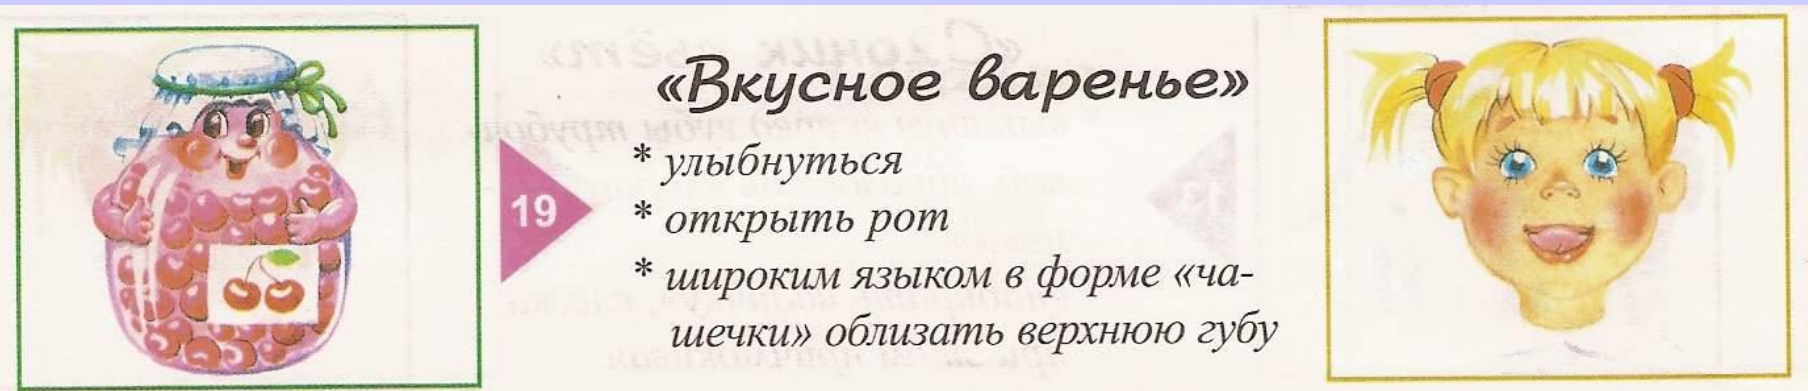 «Вкусное варенье»
19
* улыбнуться
* открыть рот
* широким языком в форме «ча-
шечки» облизать верхнюю губу